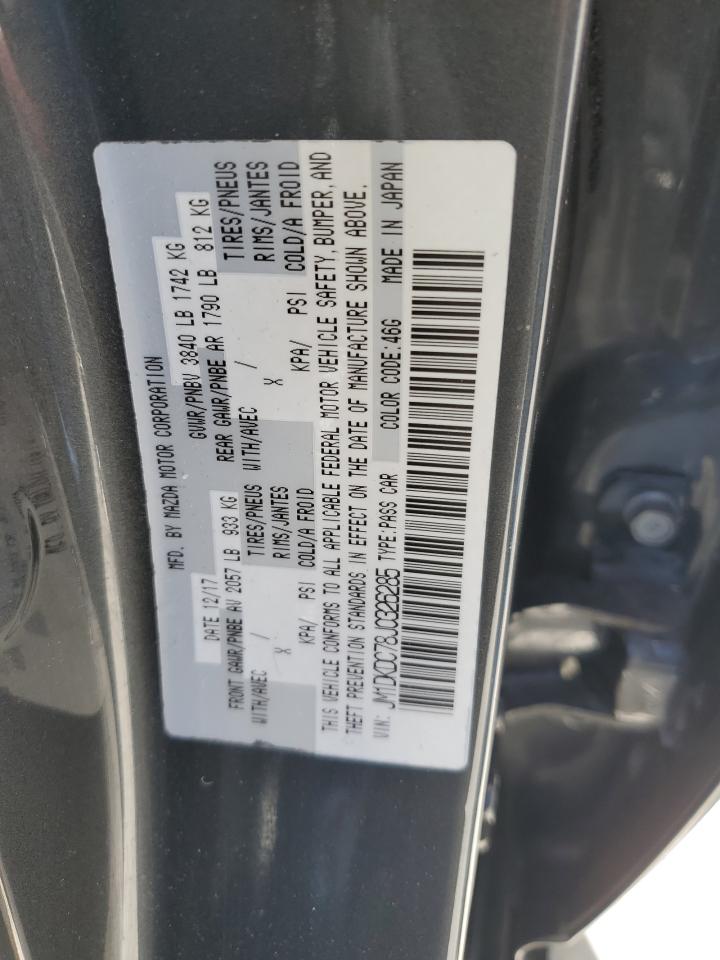 MFD. BY MAZDA MOTOR CORPORATION
DATE 12/17 GVWR/PNBV 3840 LB 1742 KG
FRONT GAWR/PNBE AV 2057 LB 933 KG REAR GAWR/PNBE AR 1790 LB 812 KG
WITH/AVEC / TIRES/PNEUS WITH/AVEC / TIRES/PNEUS
X RIMS/JANTES X RIMS/JANTES
KPA/ PSI COLD/A FROID KPA/ PSI COLD/A FROID
THIS VEHICLE CONFORMS TO ALL APPLICABLE FEDERAL MOTOR VEHICLE SAFETY, BUMPER, AND
THEFT PREVENTION STANDARDS IN EFFECT ON THE DATE OF MANUFACTURE SHOWN ABOVE.
VIN: JM1DKDC78J0326285 TYPE:PASS CAR COLOR CODE:46G MADE IN JAPAN